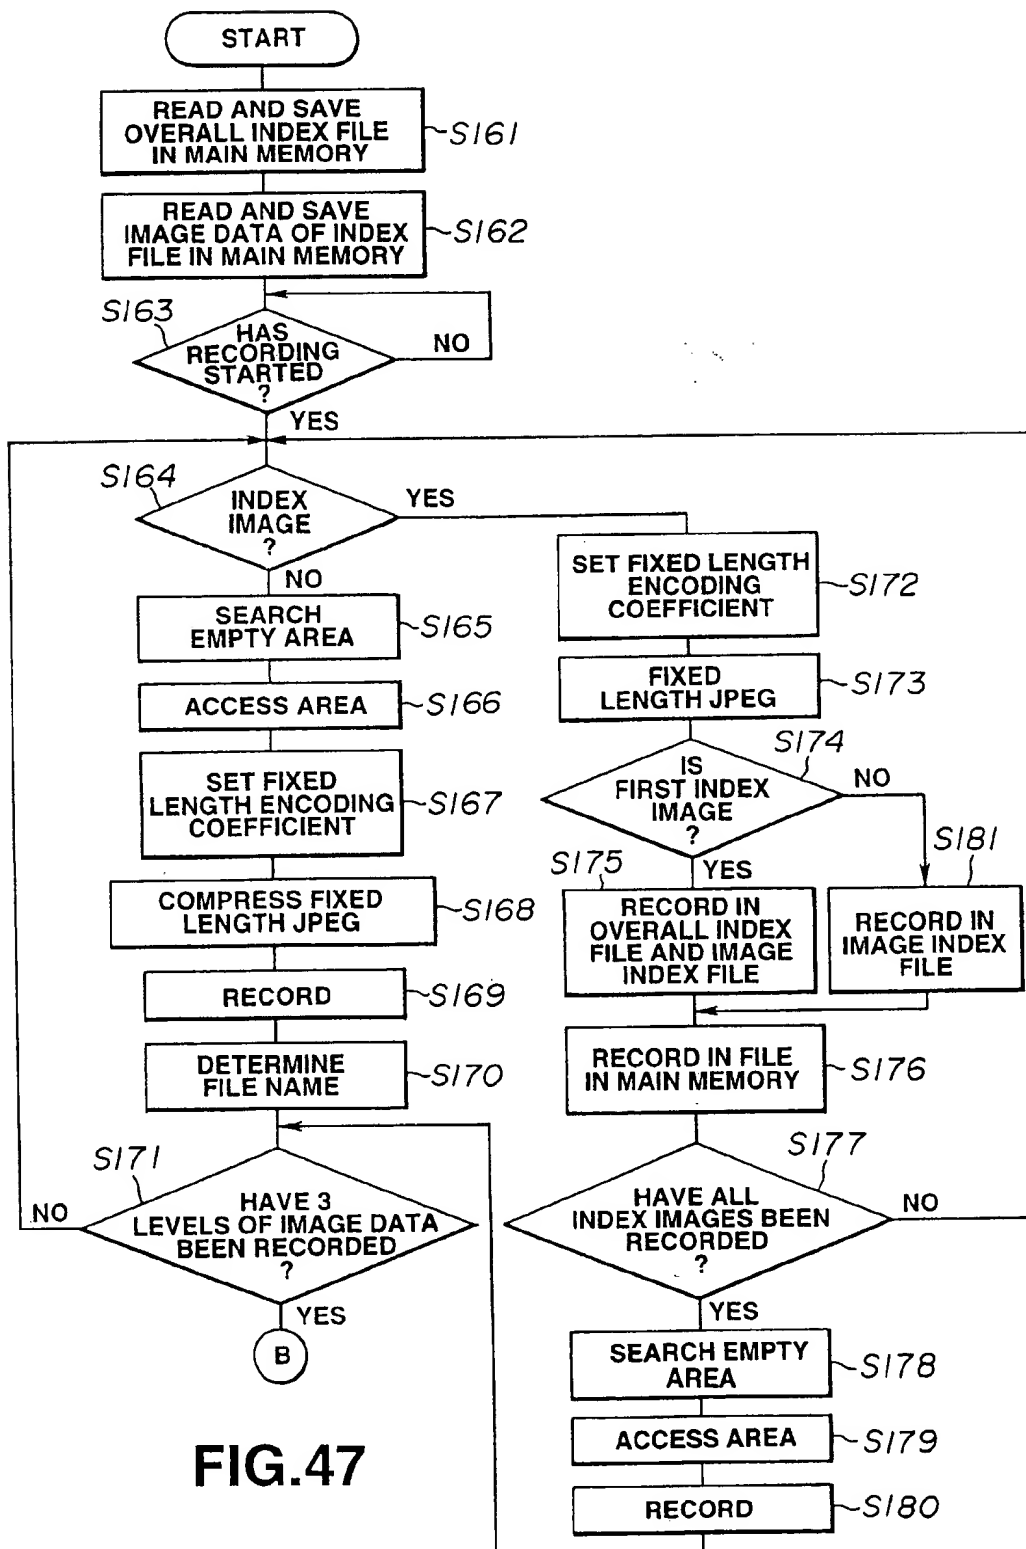 START
READ AND SAVE
OVERALL INDEX FILE
IN MAIN MEMORY
S161
READ AND SAVE
IMAGE DATA OF INDEX
FILE IN MAIN MEMORY
S162
S163
HAS
RECORDING
STARTED
?
NO
YES
S164
INDEX
IMAGE
?
YES
NO
SEARCH
EMPTY AREA
S165
ACCESS AREA
S166
SET FIXED
LENGTH ENCODING
COEFFICIENT
S167
COMPRESS FIXED
LENGTH JPEG
S168
RECORD
S169
DETERMINE
FILE NAME
S170
S171
HAVE 3
LEVELS OF IMAGE DATA
BEEN RECORDED
?
NO
YES
B
SET FIXED LENGTH
ENCODING
COEFFICIENT
S172
FIXED
LENGTH JPEG
S173
S174
IS
FIRST INDEX
IMAGE
?
NO
YES
S175
RECORD IN
OVERALL INDEX
FILE AND IMAGE
INDEX FILE
S181
RECORD IN
IMAGE INDEX
FILE
RECORD IN FILE
IN MAIN MEMORY
S176
S177
HAVE ALL
INDEX IMAGES BEEN
RECORDED
?
NO
YES
SEARCH EMPTY
AREA
S178
ACCESS AREA
S179
RECORD
S180
FIG.47